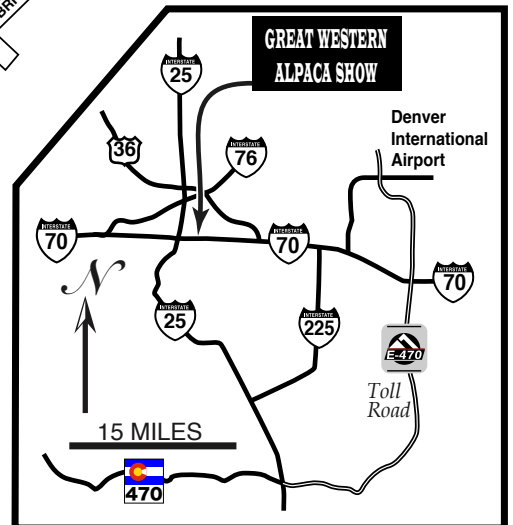 BRI
GREAT WESTERN
ALPACA SHOW
INTERSTATE
25
36
INTERSTATE
76
Denver
International
Airport
INTERSTATE
70
INTERSTATE
70
INTERSTATE
70
N
INTERSTATE
25
INTERSTATE
225
E-470
Toll
Road
15 MILES
470